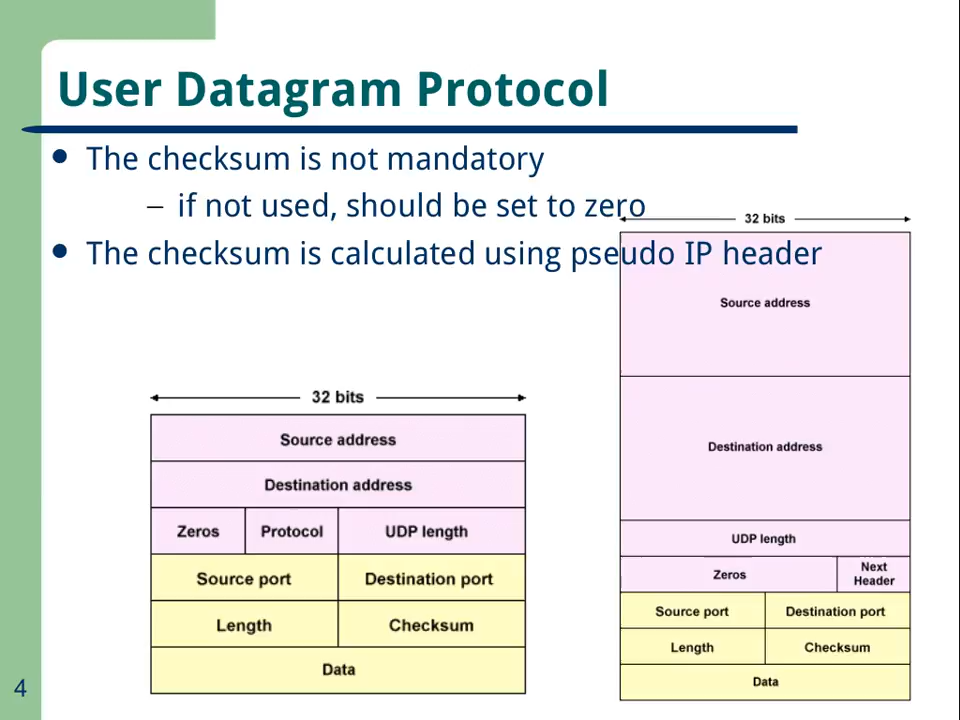 User Datagram Protocol
• The checksum is not mandatory
– if not used, should be set to zero
• The checksum is calculated using pseudo IP header
32 bits
Source address
Destination address
Zeros Protocol UDP length
Source port Destination port
Length Checksum
Data
32 bits
Source address
Destination address
UDP length
Zeros Next Header
Source port Destination port
Length Checksum
Data
4